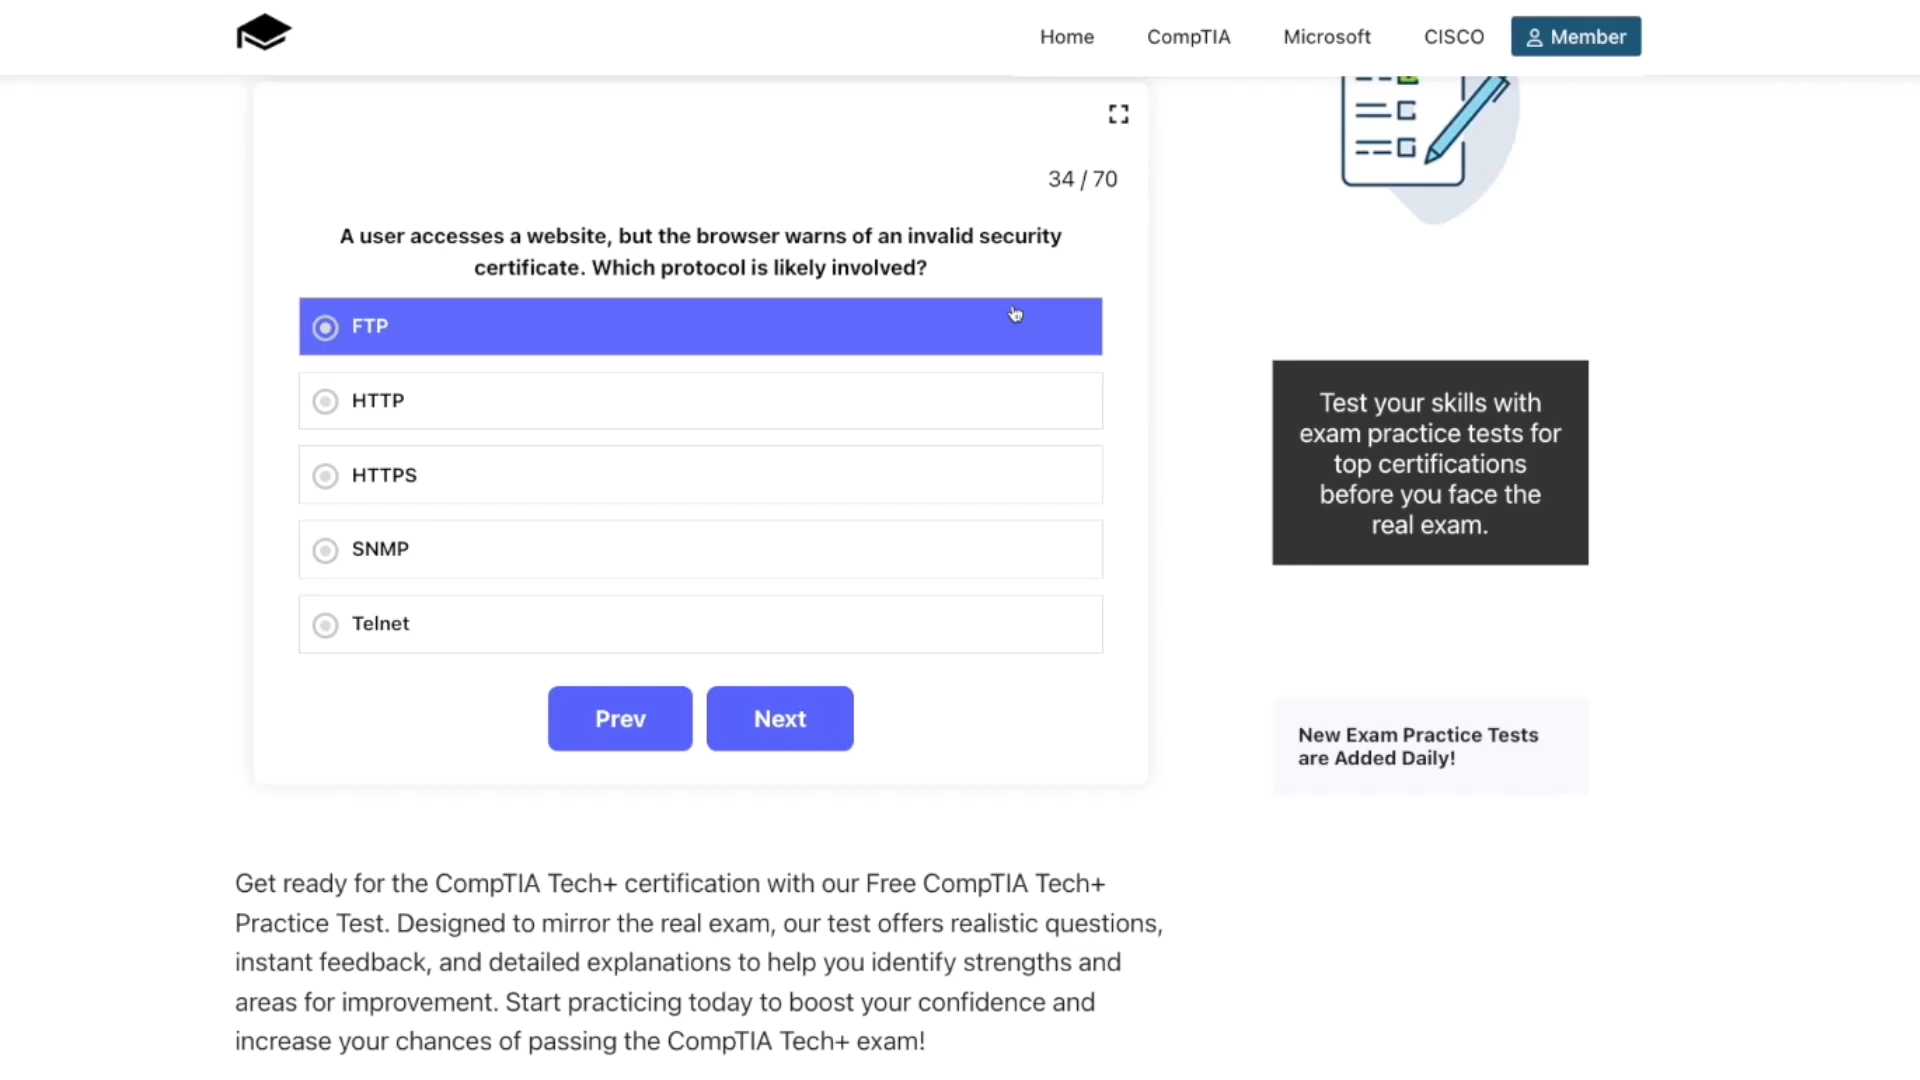 Home CompTIA Microsoft CISCO Member
34 / 70
A user accesses a website, but the browser warns of an invalid security
certificate. Which protocol is likely involved?
FTP
HTTP
HTTPS
SNMP
Telnet
Prev Next
Test your skills with
exam practice tests for
top certifications
before you face the
real exam.
New Exam Practice Tests
are Added Daily!
Get ready for the CompTIA Tech+ certification with our Free CompTIA Tech+
Practice Test. Designed to mirror the real exam, our test offers realistic questions,
instant feedback, and detailed explanations to help you identify strengths and
areas for improvement. Start practicing today to boost your confidence and
increase your chances of passing the CompTIA Tech+ exam!